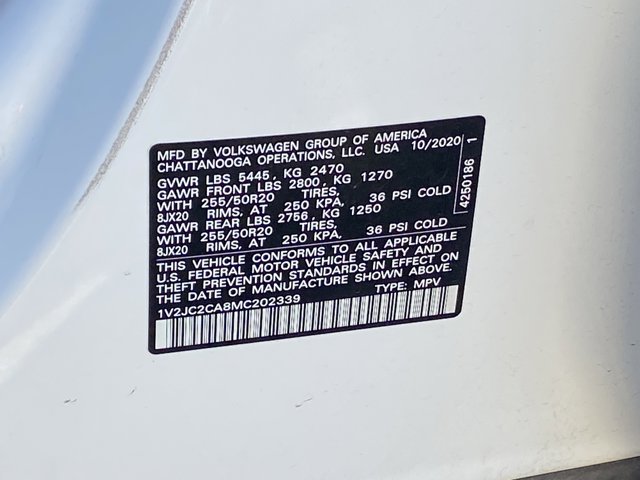 MFD BY VOLKSWAGEN GROUP OF AMERICA
CHATTANOOGA OPERATIONS, LLC. USA 10/2020
GVWR LBS 5445, KG 2470
GAWR FRONT LBS 2800, KG 1270
WITH 255/50R20 TIRES,
8JX20 RIMS, AT 250 KPA, 36 PSI COLD
GAWR REAR LBS 2756, KG 1250
WITH 255/50R20 TIRES,
8JX20 RIMS, AT 250 KPA, 36 PSI COLD
THIS VEHICLE CONFORMS TO ALL APPLICABLE
U.S. FEDERAL MOTOR VEHICLE SAFETY AND
THEFT PREVENTION STANDARDS IN EFFECT ON
THE DATE OF MANUFACTURE SHOWN ABOVE.
1V2JC2CA8MC202339 TYPE: MPV
4250186 1